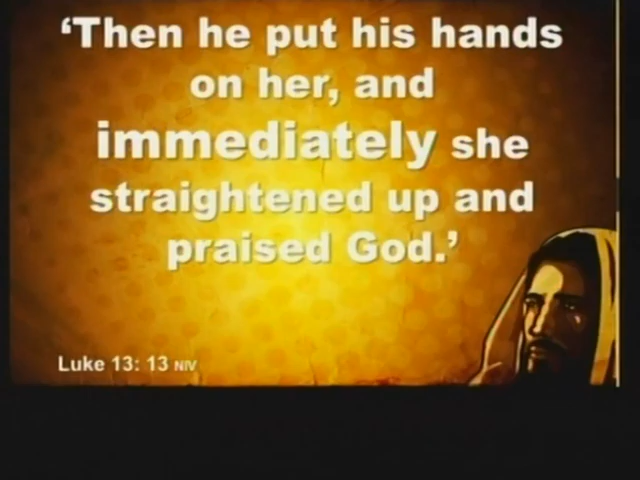 ‘Then he put his hands
on her, and
immediately she
straightened up and
praised God.’
Luke 13: 13 NIV